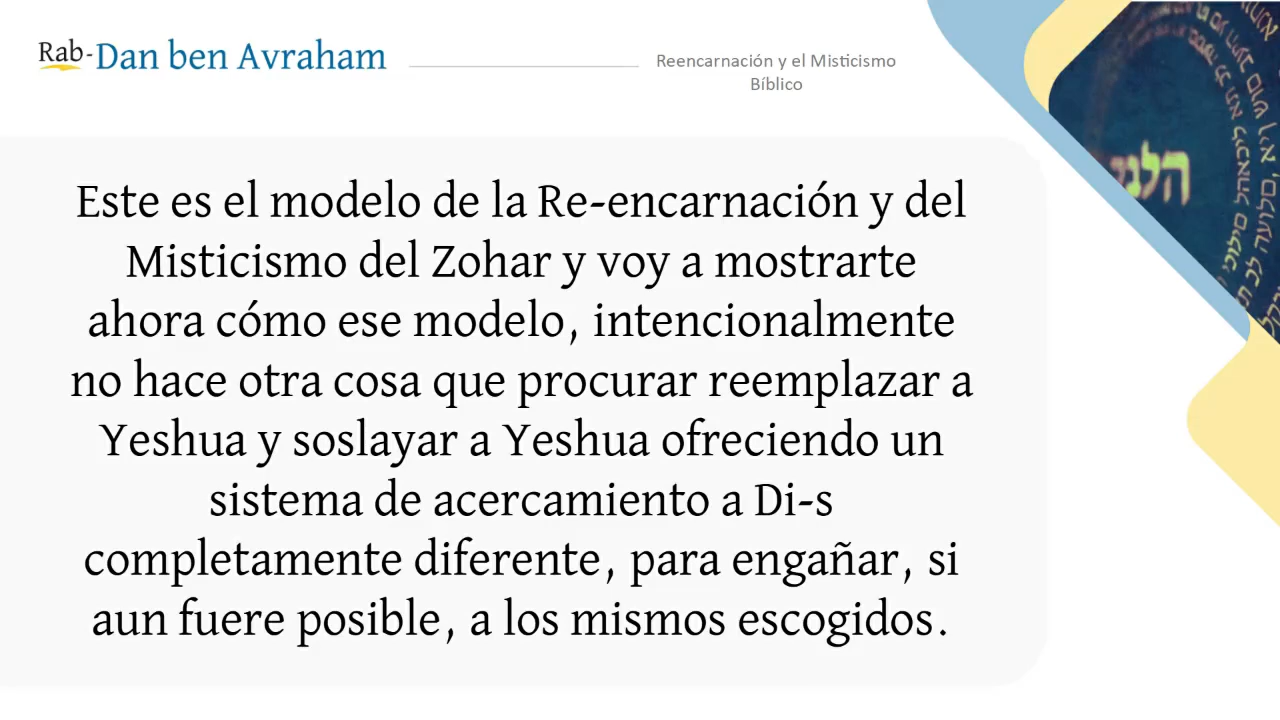 Rab-Dan ben Avraham
Reencarnación y el Misticismo
Bíblico
Este es el modelo de la Re-encarnación y del
Misticismo del Zohar y voy a mostrarte
ahora cómo ese modelo, intencionalmente
no hace otra cosa que procurar reemplazar a
Yeshua y soslayar a Yeshua ofreciendo un
sistema de acercamiento a Di-s
completamente diferente, para engañar, si
aun fuere posible, a los mismos escogidos.